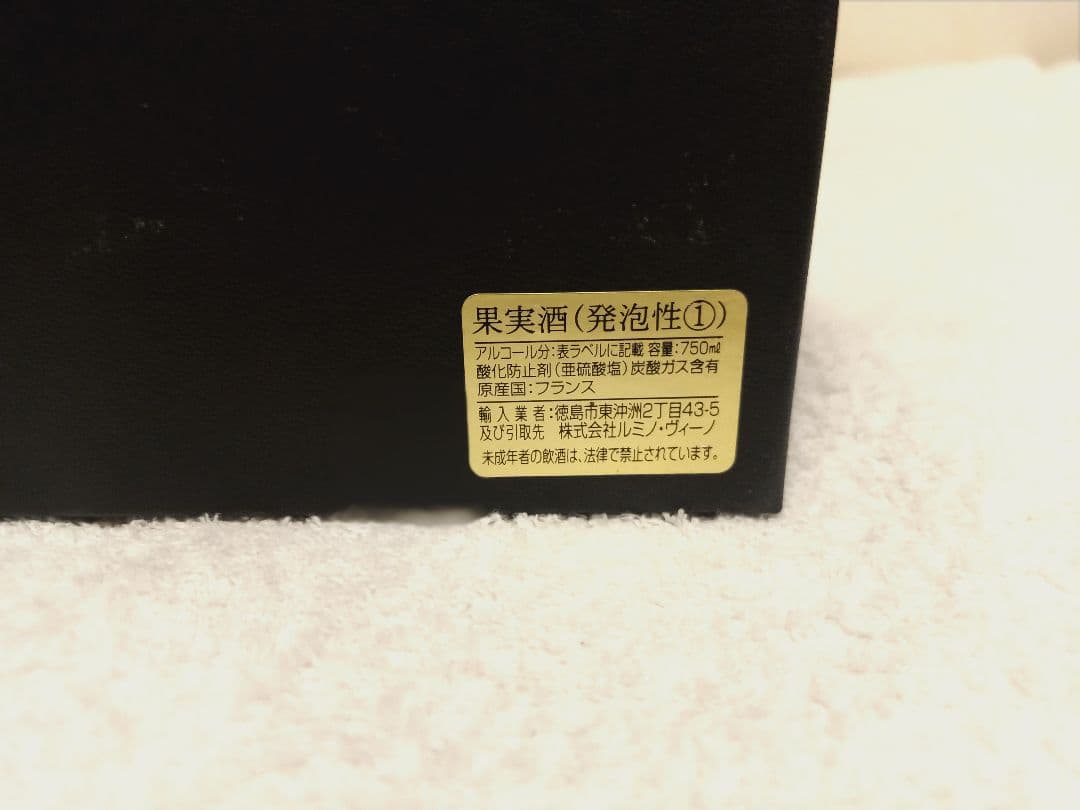 果実酒(発泡性①)
アルコール分:表ラベルに記載 容量:750㎖
酸化防止剤(亜硫酸塩)炭酸ガス含有
原産国:フランス
輸入業者:徳島市東沖洲2丁目43-5
及び引取先 株式会社ルミノ・ヴィーノ
未成年者の飲酒は、法律で禁止されています。